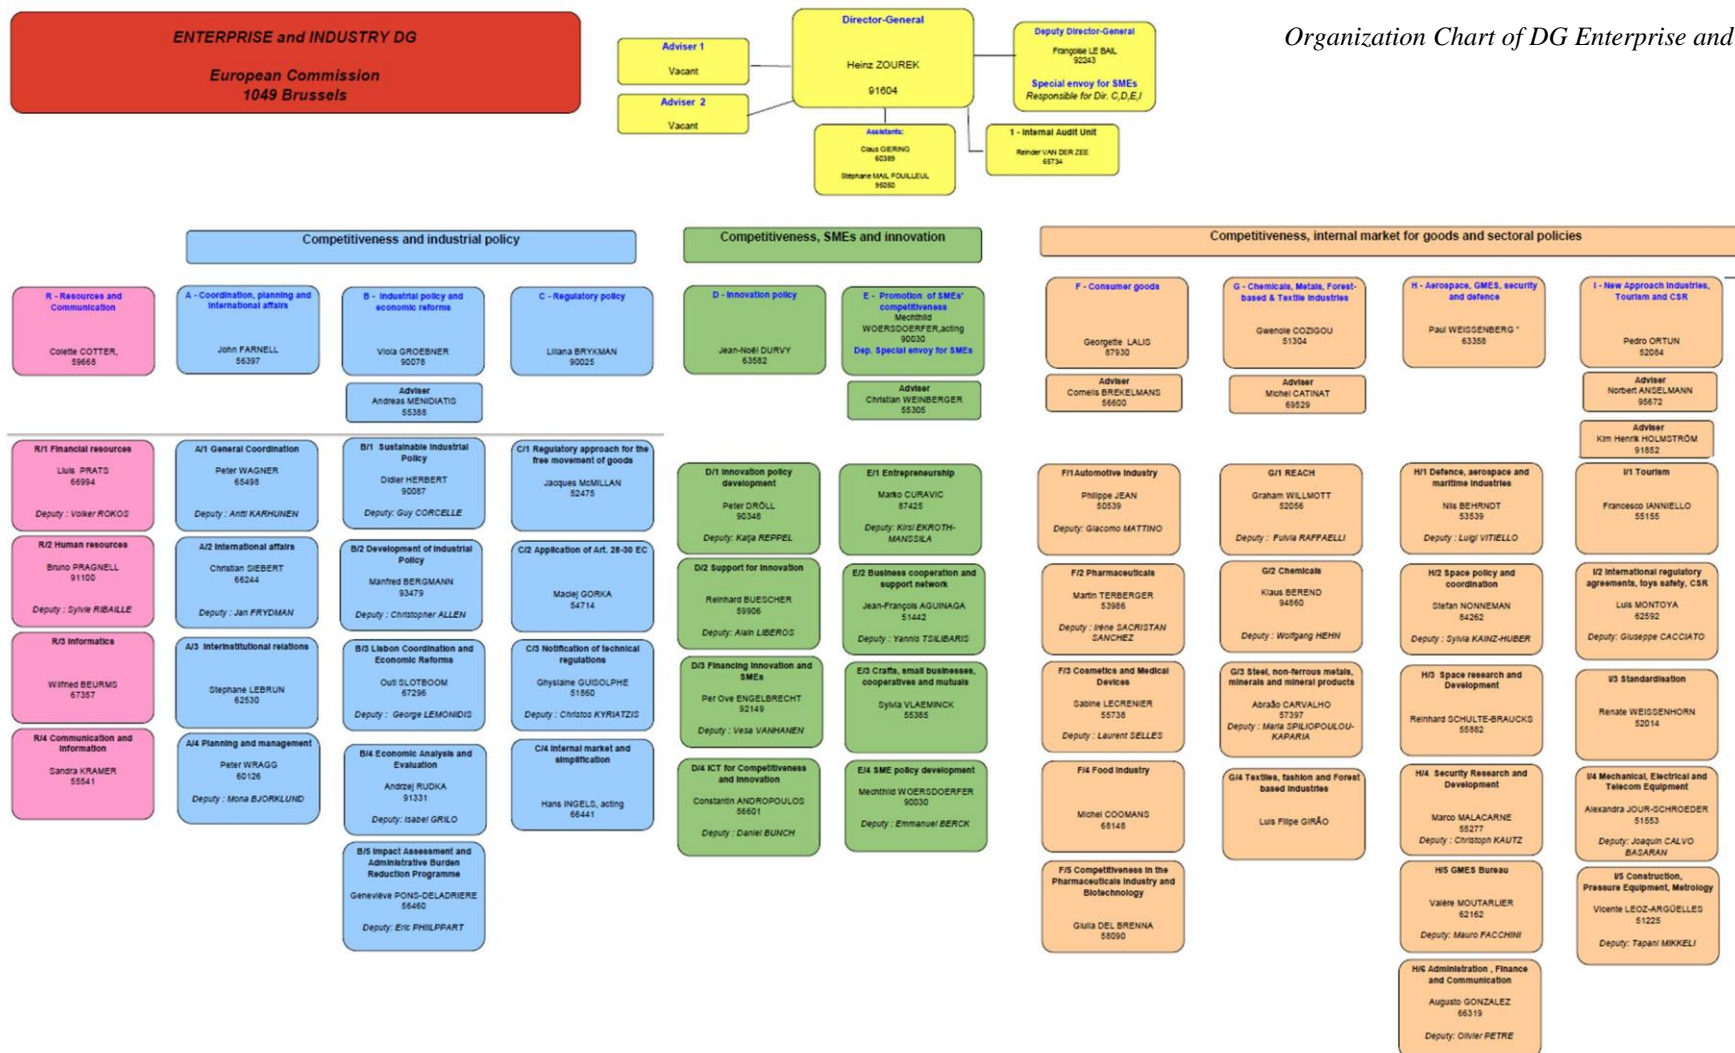 ENTERPRISE and INDUSTRY DG
European Commission
1049 Brussels
Adviser 1
Vacant
Adviser 2
Vacant
Director-General
Heinz ZOUREK
91604
Deputy Director-General
Françoise LE BAIL
92243
Special envoy for SMEs
Responsible for Dir. C,D,E,I
Assistants:
Claus GIERING
60389
Stéphane MAIL FOUILLEUL
95050
1 - Internal Audit Unit
Reinder VAN DER ZEE
65734
Organization Chart of DG Enterprise and
Competitiveness and industrial policy
Competitiveness, SMEs and innovation
Competitiveness, internal market for goods and sectoral policies
R - Resources and
Communication
Colette COTTER,
59668
R/1 Financial resources
Lluis PRATS
66994
Deputy : Volker ROKOS
R/2 Human resources
Bruno PRAGNELL
91100
Deputy : Sylvie RIBAILLE
R/3 Informatics
Wilfried BEURMS
67357
R/4 Communication and
Information
Sandra KRAMER
55541
A - Coordination, planning and
international affairs
John FARNELL
56397
A/1 General Coordination
Peter WAGNER
65498
Deputy : Antti KARHUNEN
A/2 International affairs
Christian SIEBERT
66244
Deputy : Jan FRYDMAN
A/3 Interinstitutional relations
Stephane LEBRUN
62530
A/4 Planning and management
Peter WRAGG
60126
Deputy : Mona BJORKLUND
B - Industrial policy and
economic reforms
Viola GROEBNER
90078
Adviser
Andreas MENIDIATIS
55388
B/1 Sustainable Industrial
Policy
Didier HERBERT
90087
Deputy: Guy CORCELLE
B/2 Development of Industrial
Policy
Manfred BERGMANN
93479
Deputy : Christopher ALLEN
B/3 Lisbon Coordination and
Economic Reforms
Outi SLOTBOOM
67296
Deputy : George LEMONIDIS
B/4 Economic Analysis and
Evaluation
Andrzej RUDKA
91331
Deputy: Isabel GRILO
B/5 Impact Assessment and
Administrative Burden
Reduction Programme
Geneviève PONS-DELADRIERE
56460
Deputy: Eric PHILPPART
C - Regulatory policy
Liliana BRYKMAN
90025
C/1 Regulatory approach for the
free movement of goods
Jacques McMILLAN
52475
C/2 Application of Art. 28-30 EC
Maciej GORKA
54714
C/3 Notification of technical
regulations
Ghyslaine GUISOLPHE
51860
Deputy : Christos KYRIATZIS
C/4 Internal market and
simplification
Hans INGELS, acting
66441
D - Innovation policy
Jean-Noël DURVY
63582
D/1 Innovation policy
development
Peter DRÖLL
90348
Deputy: Katja REPPEL
D/2 Support for innovation
Reinhard BUESCHER
59906
Deputy: Alain LIBEROS
D/3 Financing innovation and
SMEs
Per Ove ENGELBRECHT
92149
Deputy : Vesa VANHANEN
D/4 ICT for Competitiveness
and Innovation
Constantin ANDROPOULOS
56601
Deputy : Daniel BUNCH
E - Promotion of SMEs'
competitiveness
Mechthild
WOERSDOERFER,acting
90030
Dep. Special envoy for SMEs
Adviser
Christian WEINBERGER
55305
E/1 Entrepreneurship
Marko CURAVIC
87425
Deputy: Kirsi EKROTH-
MANSSILA
E/2 Business cooperation and
support network
Jean-François AGUINAGA
51442
Deputy : Yannis TSILIBARIS
E/3 Crafts, small businesses,
cooperatives and mutuals
Sylvia VLAEMINCK
55385
E/4 SME policy development
Mechthild WOERSDOERFER
90030
Deputy : Emmanuel BERCK
F - Consumer goods
Georgette LALIS
87930
Adviser
Cornelis BREKELMANS
56600
F/1Automotive industry
Philippe JEAN
50539
Deputy: Giacomo MATTINO
F/2 Pharmaceuticals
Martin TERBERGER
53986
Deputy : Irene SACRISTAN
SANCHEZ
F/3 Cosmetics and Medical
Devices
Sabine LECRENIER
55738
Deputy : Laurent SELLES
F/4 Food industry
Michel COOMANS
68148
F/5 Competitiveness in the
Pharmaceuticals industry and
Biotechnology
Giulia DEL BRENNA
58090
G - Chemicals, Metals, Forest-
based & Textile industries
Gwenole COZIGOU
51304
Adviser
Michel CATINAT
69529
G/1 REACH
Graham WILLMOTT
52056
Deputy : Fulvia RAFFAELLI
G/2 Chemicals
Klaus BEREND
94860
Deputy : Wolfgang HEHN
G/3 Steel, non-ferrous metals,
minerals and mineral products
Abraão CARVALHO
57397
Deputy : Maria SPILIOPOULOU-
KAPARIA
G/4 Textiles, fashion and Forest
based industries
Luis Filipe GIRÃO
H - Aerospace, GMES, security
and defence
Paul WEISSENBERG *
63358
H/1 Defence, aerospace and
maritime industries
Nils BEHRNDT
53539
Deputy : Luigi VITIELLO
H/2 Space policy and
coordination
Stefan NONNEMAN
84262
Deputy : Sylvia KAINZ-HUBER
H/3 Space research and
Development
Reinhard SCHULTE-BRAUCKS
55882
H/4 Security Research and
Development
Marco MALACARNE
55277
Deputy : Christoph KAUTZ
H/5 GMES Bureau
Valère MOUTARLIER
62162
Deputy: Mauro FACCHINI
H/6 Administration , Finance
and Communication
Augusto GONZALEZ
66319
Deputy: Olivier PETRE
I - New Approach Industries,
Tourism and CSR
Pedro ORTUN
52084
Adviser
Norbert ANSELMANN
95672
Adviser
Kim Henrik HOLMSTRÖM
91852
I/1 Tourism
Francesco IANNIELLO
55155
I/2 International regulatory
agreements, toys safety, CSR
Luis MONTOYA
62592
Deputy: Giuseppe CACCIATO
I/3 Standardisation
Renate WEISSENHORN
52014
I/4 Mechanical, Electrical and
Telecom Equipment
Alexandra JOUR-SCHROEDER
51553
Deputy: Joaquin CALVO
BASARAN
I/5 Construction,
Pressure Equipment, Metrology
Vicente LEOZ-ARGÜELLES
51225
Deputy: Tapani MIKKELI